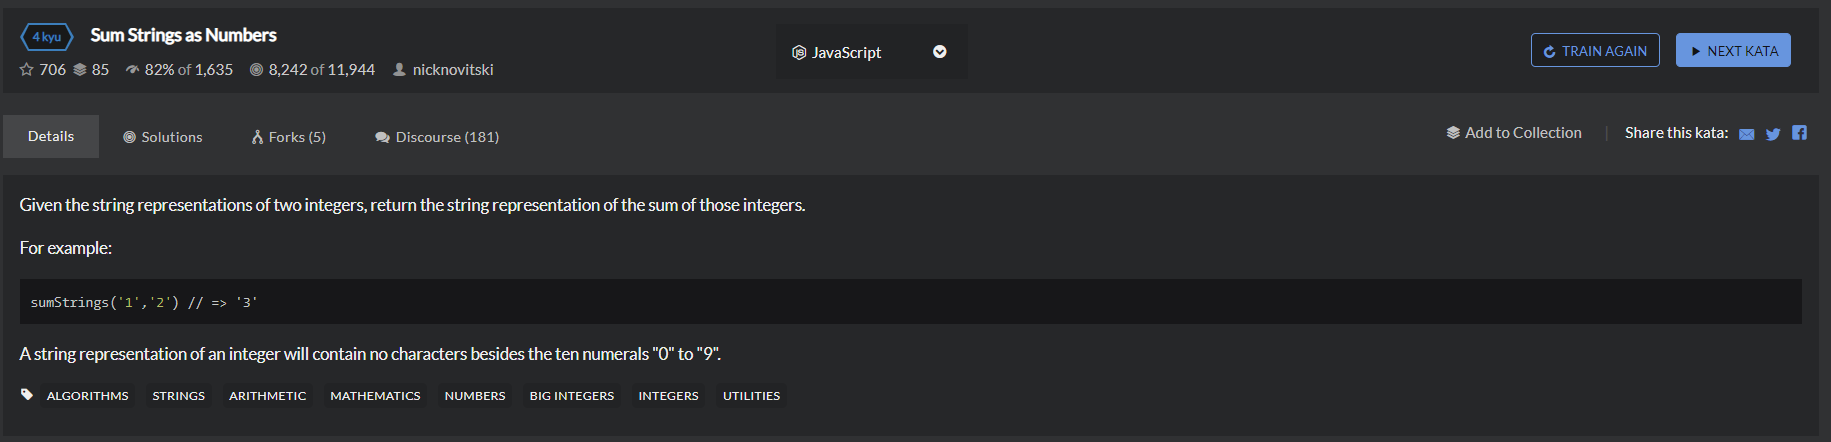 4 kyu Sum Strings as Numbers
706 85 82% of 1,635 8,242 of 11,944 nicknovitski
JS JavaScript
TRAIN AGAIN NEXT KATA
Details Solutions Forks (5) Discourse (181)
Add to Collection | Share this kata:
Given the string representations of two integers, return the string representation of the sum of those integers.
For example:
sumStrings('1','2') // => '3'
A string representation of an integer will contain no characters besides the ten numerals "0" to "9".
ALGORITHMS STRINGS ARITHMETIC MATHEMATICS NUMBERS BIG INTEGERS INTEGERS UTILITIES